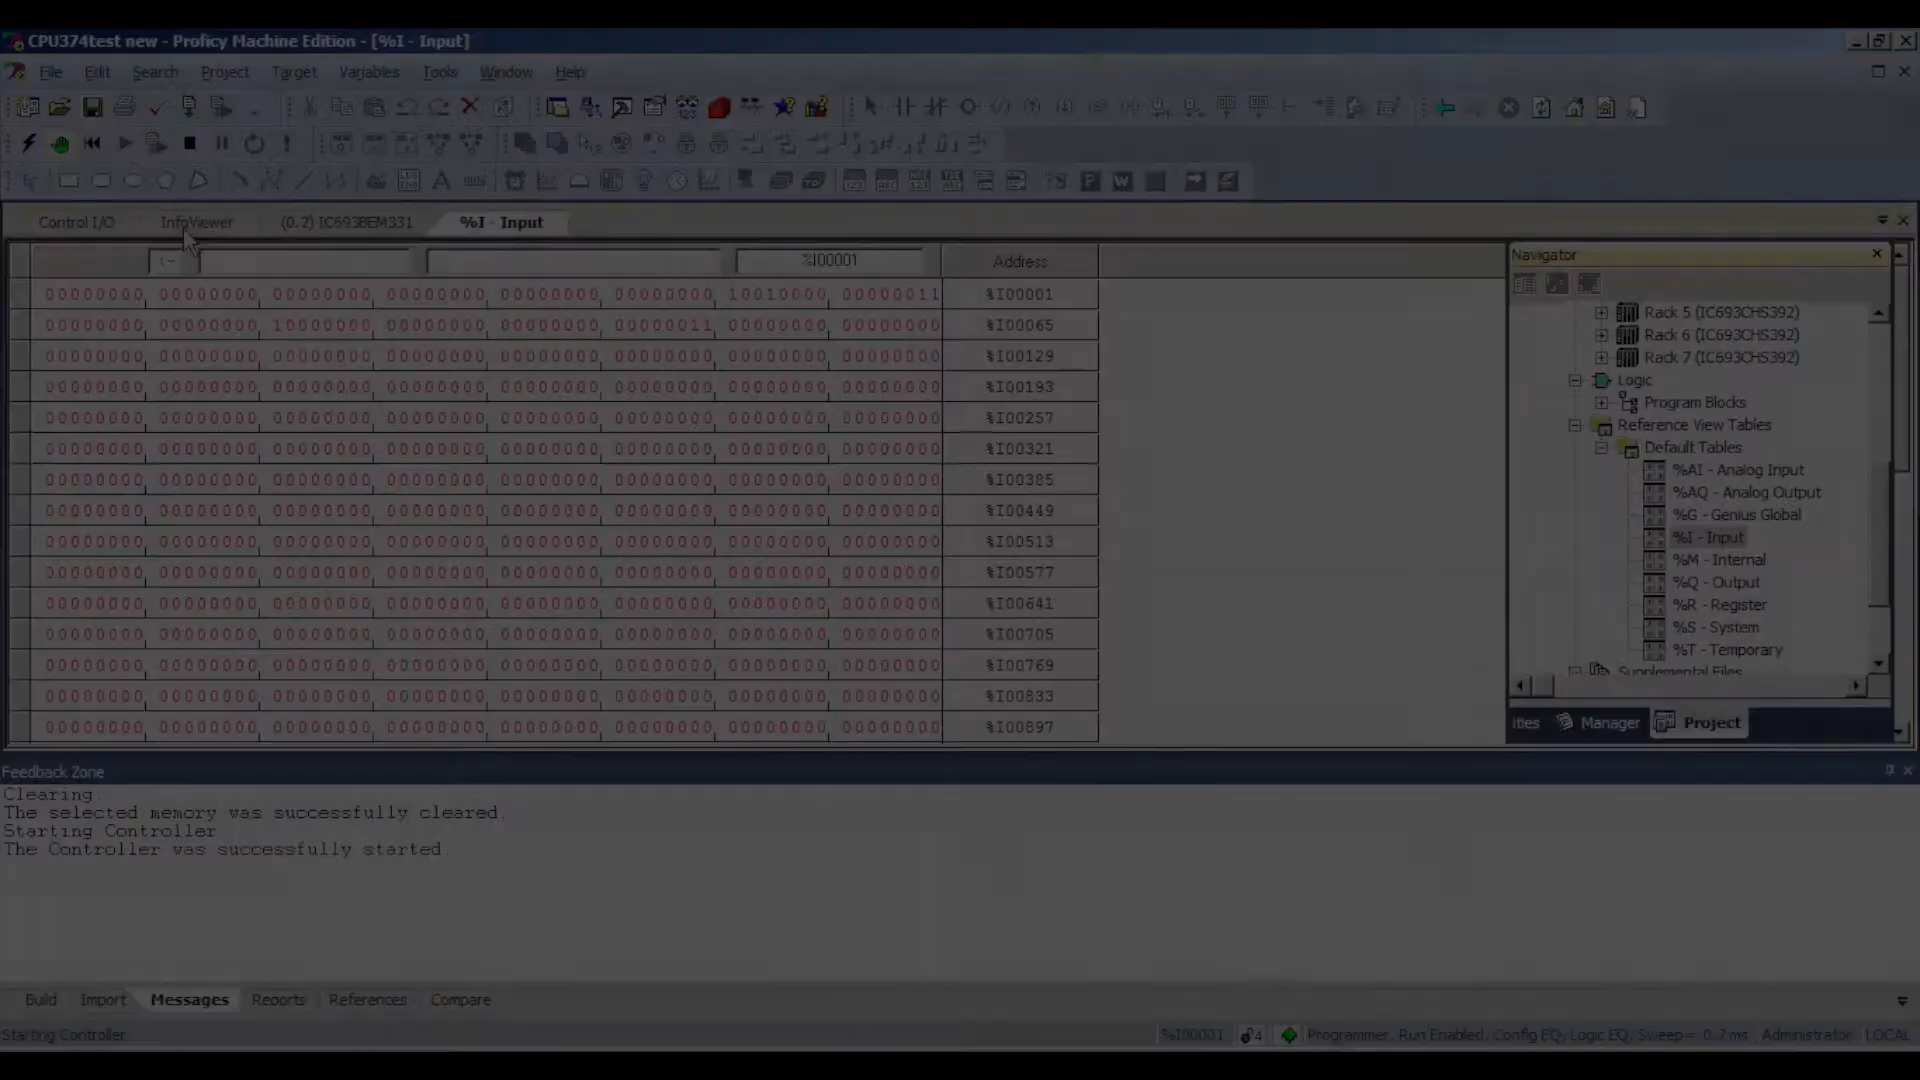 CPU374test new - Proficy Machine Edition - [%I - Input]
File Edit Search Project Target Variables Tools Window Help
Control I/O InfoViewer (0.2) IC693BEM331 %I - Input
%I00001 Address
00000000 00000000 00000000 00000000 00000000 00000000 10010000 00000011 %I00001
00000000 00000000 10000000 00000000 00000000 00000011 00000000 00000000 %I00065
00000000 00000000 00000000 00000000 00000000 00000000 00000000 00000000 %I00129
00000000 00000000 00000000 00000000 00000000 00000000 00000000 00000000 %I00193
00000000 00000000 00000000 00000000 00000000 00000000 00000000 00000000 %I00257
00000000 00000000 00000000 00000000 00000000 00000000 00000000 00000000 %I00321
00000000 00000000 00000000 00000000 00000000 00000000 00000000 00000000 %I00385
00000000 00000000 00000000 00000000 00000000 00000000 00000000 00000000 %I00449
00000000 00000000 00000000 00000000 00000000 00000000 00000000 00000000 %I00513
00000000 00000000 00000000 00000000 00000000 00000000 00000000 00000000 %I00577
00000000 00000000 00000000 00000000 00000000 00000000 00000000 00000000 %I00641
00000000 00000000 00000000 00000000 00000000 00000000 00000000 00000000 %I00705
00000000 00000000 00000000 00000000 00000000 00000000 00000000 00000000 %I00769
00000000 00000000 00000000 00000000 00000000 00000000 00000000 00000000 %I00833
00000000 00000000 00000000 00000000 00000000 00000000 00000000 00000000 %I00897
Navigator
Rack 5 (IC693CHS392)
Rack 6 (IC693CHS392)
Rack 7 (IC693CHS392)
Logic
Program Blocks
Reference View Tables
Default Tables
%AI - Analog Input
%AQ - Analog Output
%G - Genius Global
%I - Input
%M - Internal
%Q - Output
%R - Register
%S - System
%T - Temporary
Supplemental Files
ities Manager Project
Feedback Zone
Clearing
The selected memory was successfully cleared.
Starting Controller
The Controller was successfully started.
Build Import Messages Reports References Compare
Starting Controller... %I00001 4 Programmer, Run Enabled, Config EQ, Logic EQ, Sweep= 0.7 ms Administrator LOCAL